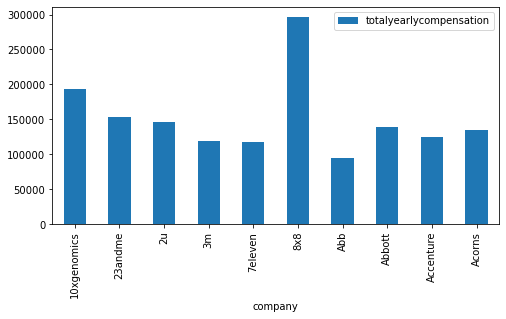 300000
250000
200000
150000
100000
50000
0
totalyearlycompensation
10xgenomics
23andme
2u
3m
7eleven
8x8
Abb
Abbott
Accenture
Acorns
company